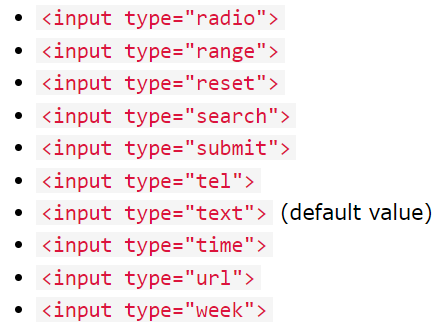 • <input type="radio">
• <input type="range">
• <input type="reset">
• <input type="search">
• <input type="submit">
• <input type="tel">
• <input type="text"> (default value)
• <input type="time">
• <input type="url">
• <input type="week">